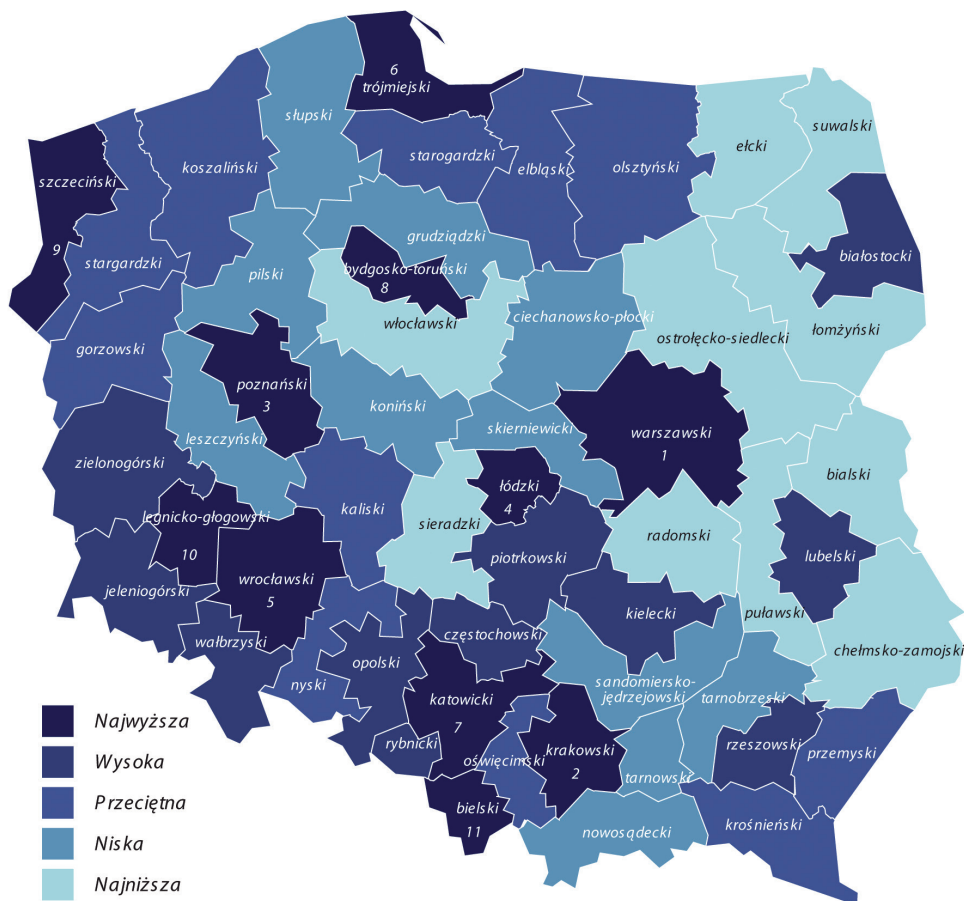 6
trójmiejski
słupski
suwalski
ełcki
starogardzki
koszaliński
elbląski
olsztyński
szczeciński
grudziądzki
9
białostocki
stargardzki
pilski
bydgosko-toruński
8
ciechanowsko-płocki
włocławski
łomżyński
ostrołęcko-siedlecki
gorzowski
poznański
3
koniński
skierniewicki
warszawski
1
leszczyński
zielonogórski
bialski
łódzki
4
kaliski
legnicko-głogowski
sieradzki
radomski
10
piotrkowski
lubelski
jeleniogórski
wrocławski
5
kielecki
puławski
wałbrzyski
częstochowski
chełmsko-zamojski
opolski
nyski
sandomiersko-
jędrzejowski
tarnobrzeski
katowicki
7
rybnicki
oświęcimski
krakowski
2
rzeszowski
przemyski
tarnowski
bielski
11
nowosądecki
krośnieński
Najwyższa
Wysoka
Przeciętna
Niska
Najniższa